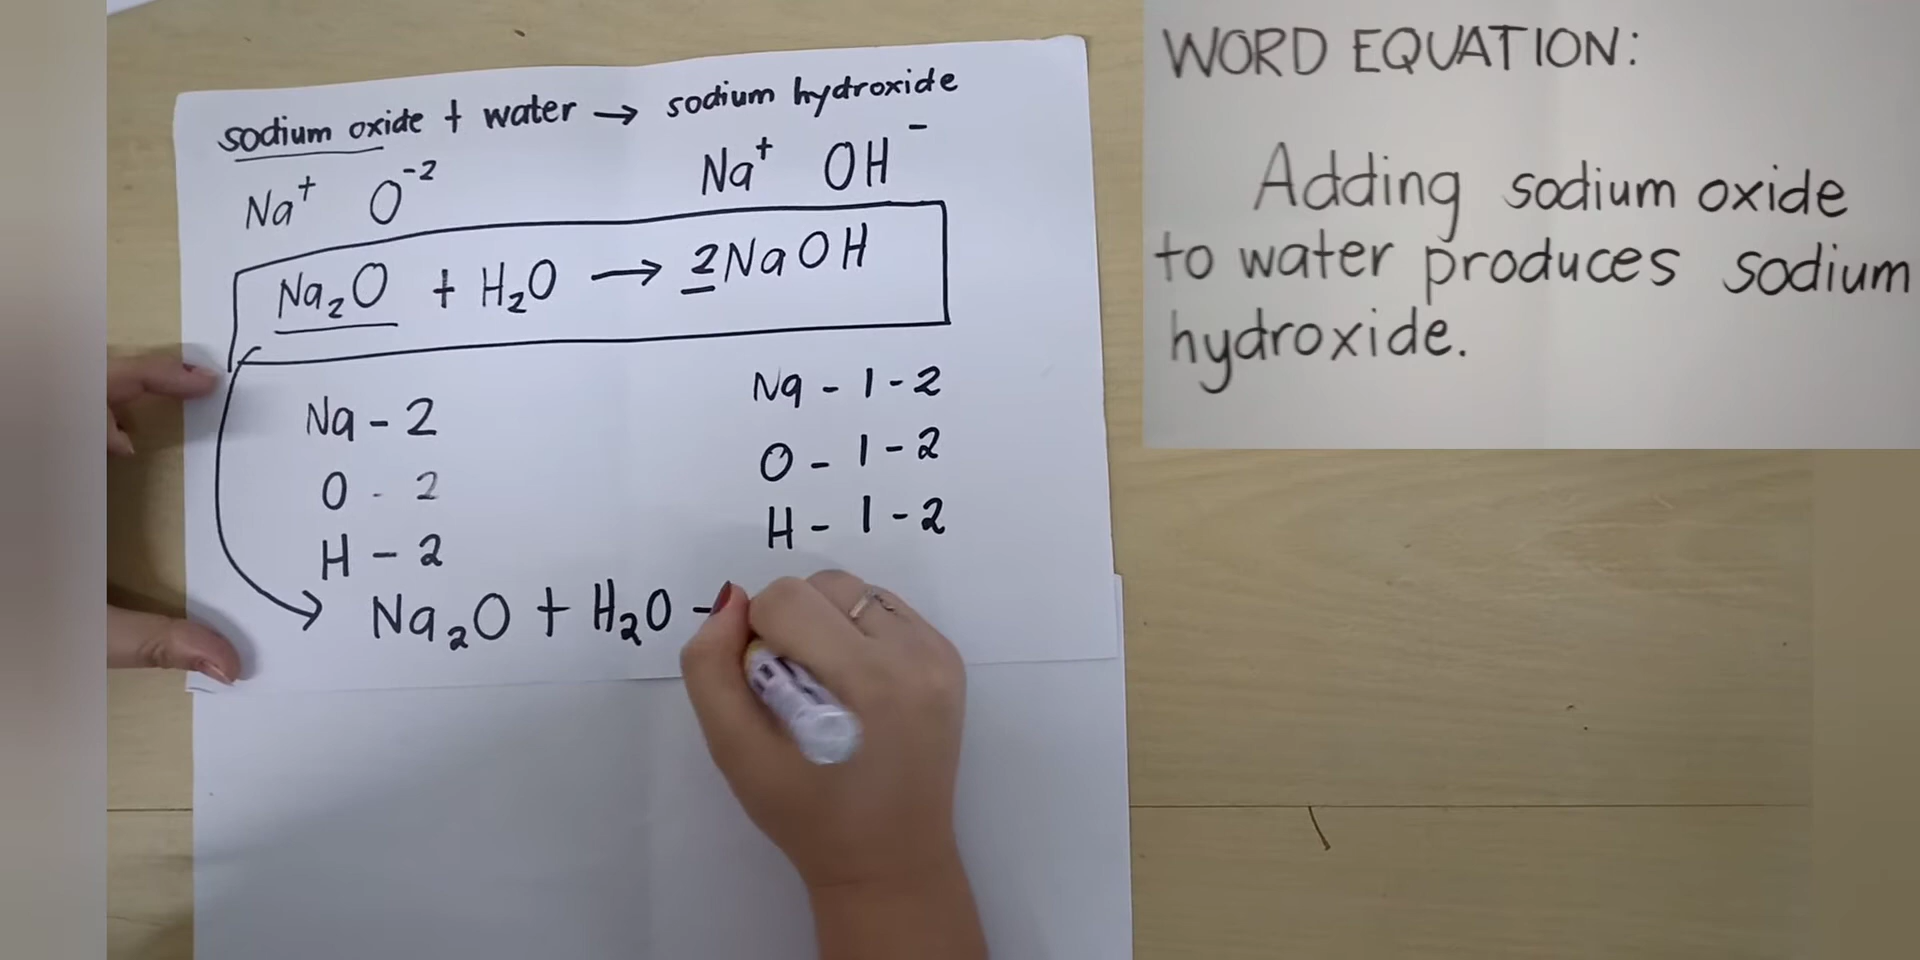 sodium oxide + water → sodium hydroxide
Na⁺ O⁻² Na⁺ OH⁻
Na₂O + H₂O → 2NaOH
Na - 2 Na - 1 - 2
O - 2 O - 1 - 2
H - 2 H - 1 - 2
Na₂O + H₂O -
WORD EQUATION:
Adding sodium oxide
to water produces sodium
hydroxide.